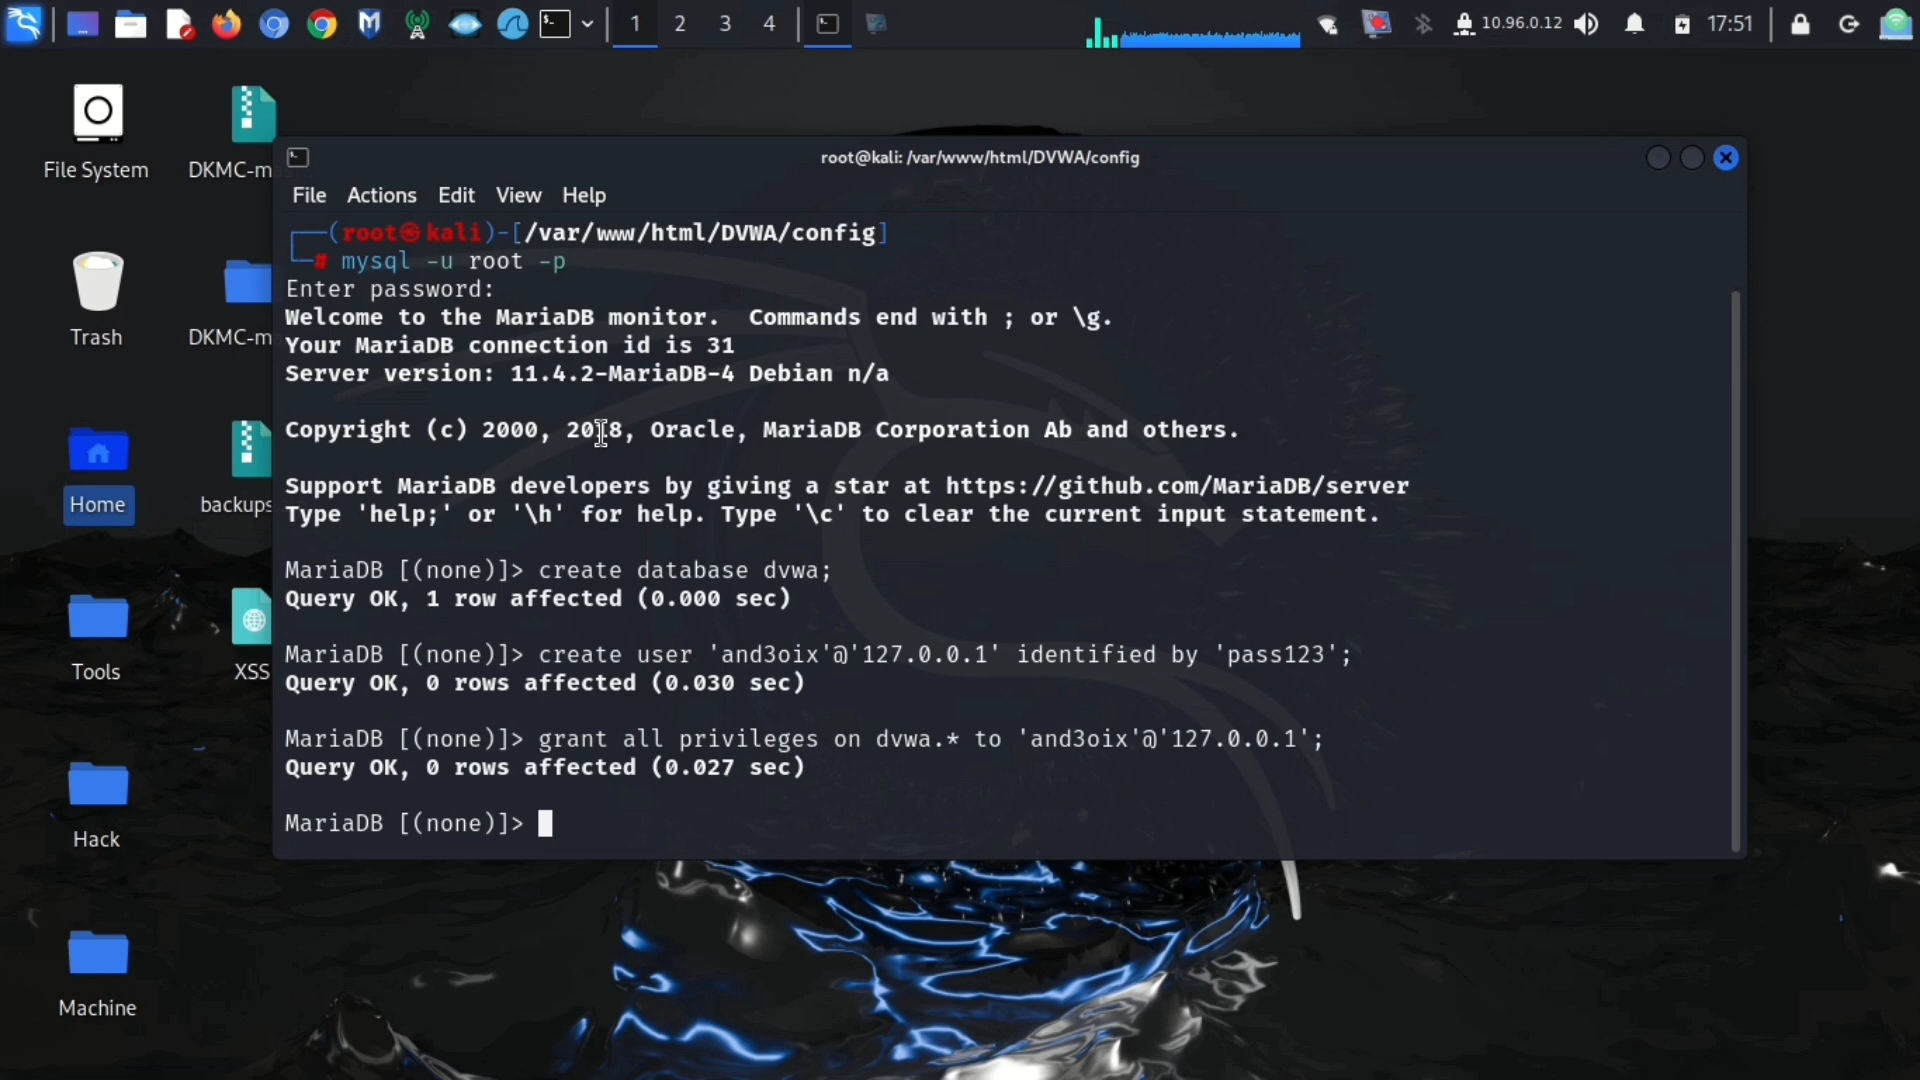 1 2 3 4 10.96.0.12 17:51
File System
DKMC-m
Trash
DKMC-m
Home
backups
Tools
XSS
Hack
Machine
root@kali: /var/www/html/DVWA/config
File Actions Edit View Help
┌──(root㉿kali)-[/var/www/html/DVWA/config]
└─# mysql -u root -p
Enter password:
Welcome to the MariaDB monitor.  Commands end with ; or \g.
Your MariaDB connection id is 31
Server version: 11.4.2-MariaDB-4 Debian n/a
Copyright (c) 2000, 2018, Oracle, MariaDB Corporation Ab and others.
Support MariaDB developers by giving a star at https://github.com/MariaDB/server
Type 'help;' or '\h' for help. Type '\c' to clear the current input statement.
MariaDB [(none)]> create database dvwa;
Query OK, 1 row affected (0.000 sec)
MariaDB [(none)]> create user 'and3oix'@'127.0.0.1' identified by 'pass123';
Query OK, 0 rows affected (0.030 sec)
MariaDB [(none)]> grant all privileges on dvwa.* to 'and3oix'@'127.0.0.1';
Query OK, 0 rows affected (0.027 sec)
MariaDB [(none)]>